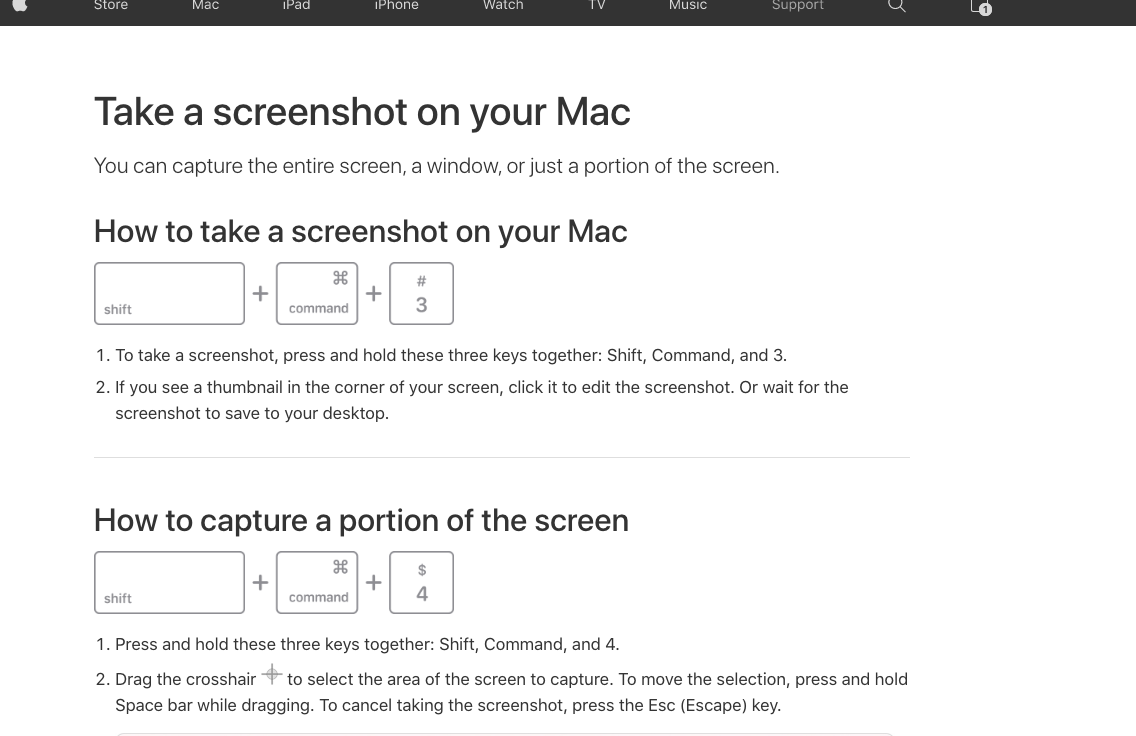 Store Mac iPad iPhone Watch TV Music Support 1
Take a screenshot on your Mac
You can capture the entire screen, a window, or just a portion of the screen.
How to take a screenshot on your Mac
shift + ⌘ command + # 3
1. To take a screenshot, press and hold these three keys together: Shift, Command, and 3.
2. If you see a thumbnail in the corner of your screen, click it to edit the screenshot. Or wait for the
screenshot to save to your desktop.
How to capture a portion of the screen
shift + ⌘ command + $ 4
1. Press and hold these three keys together: Shift, Command, and 4.
2. Drag the crosshair to select the area of the screen to capture. To move the selection, press and hold
Space bar while dragging. To cancel taking the screenshot, press the Esc (Escape) key.